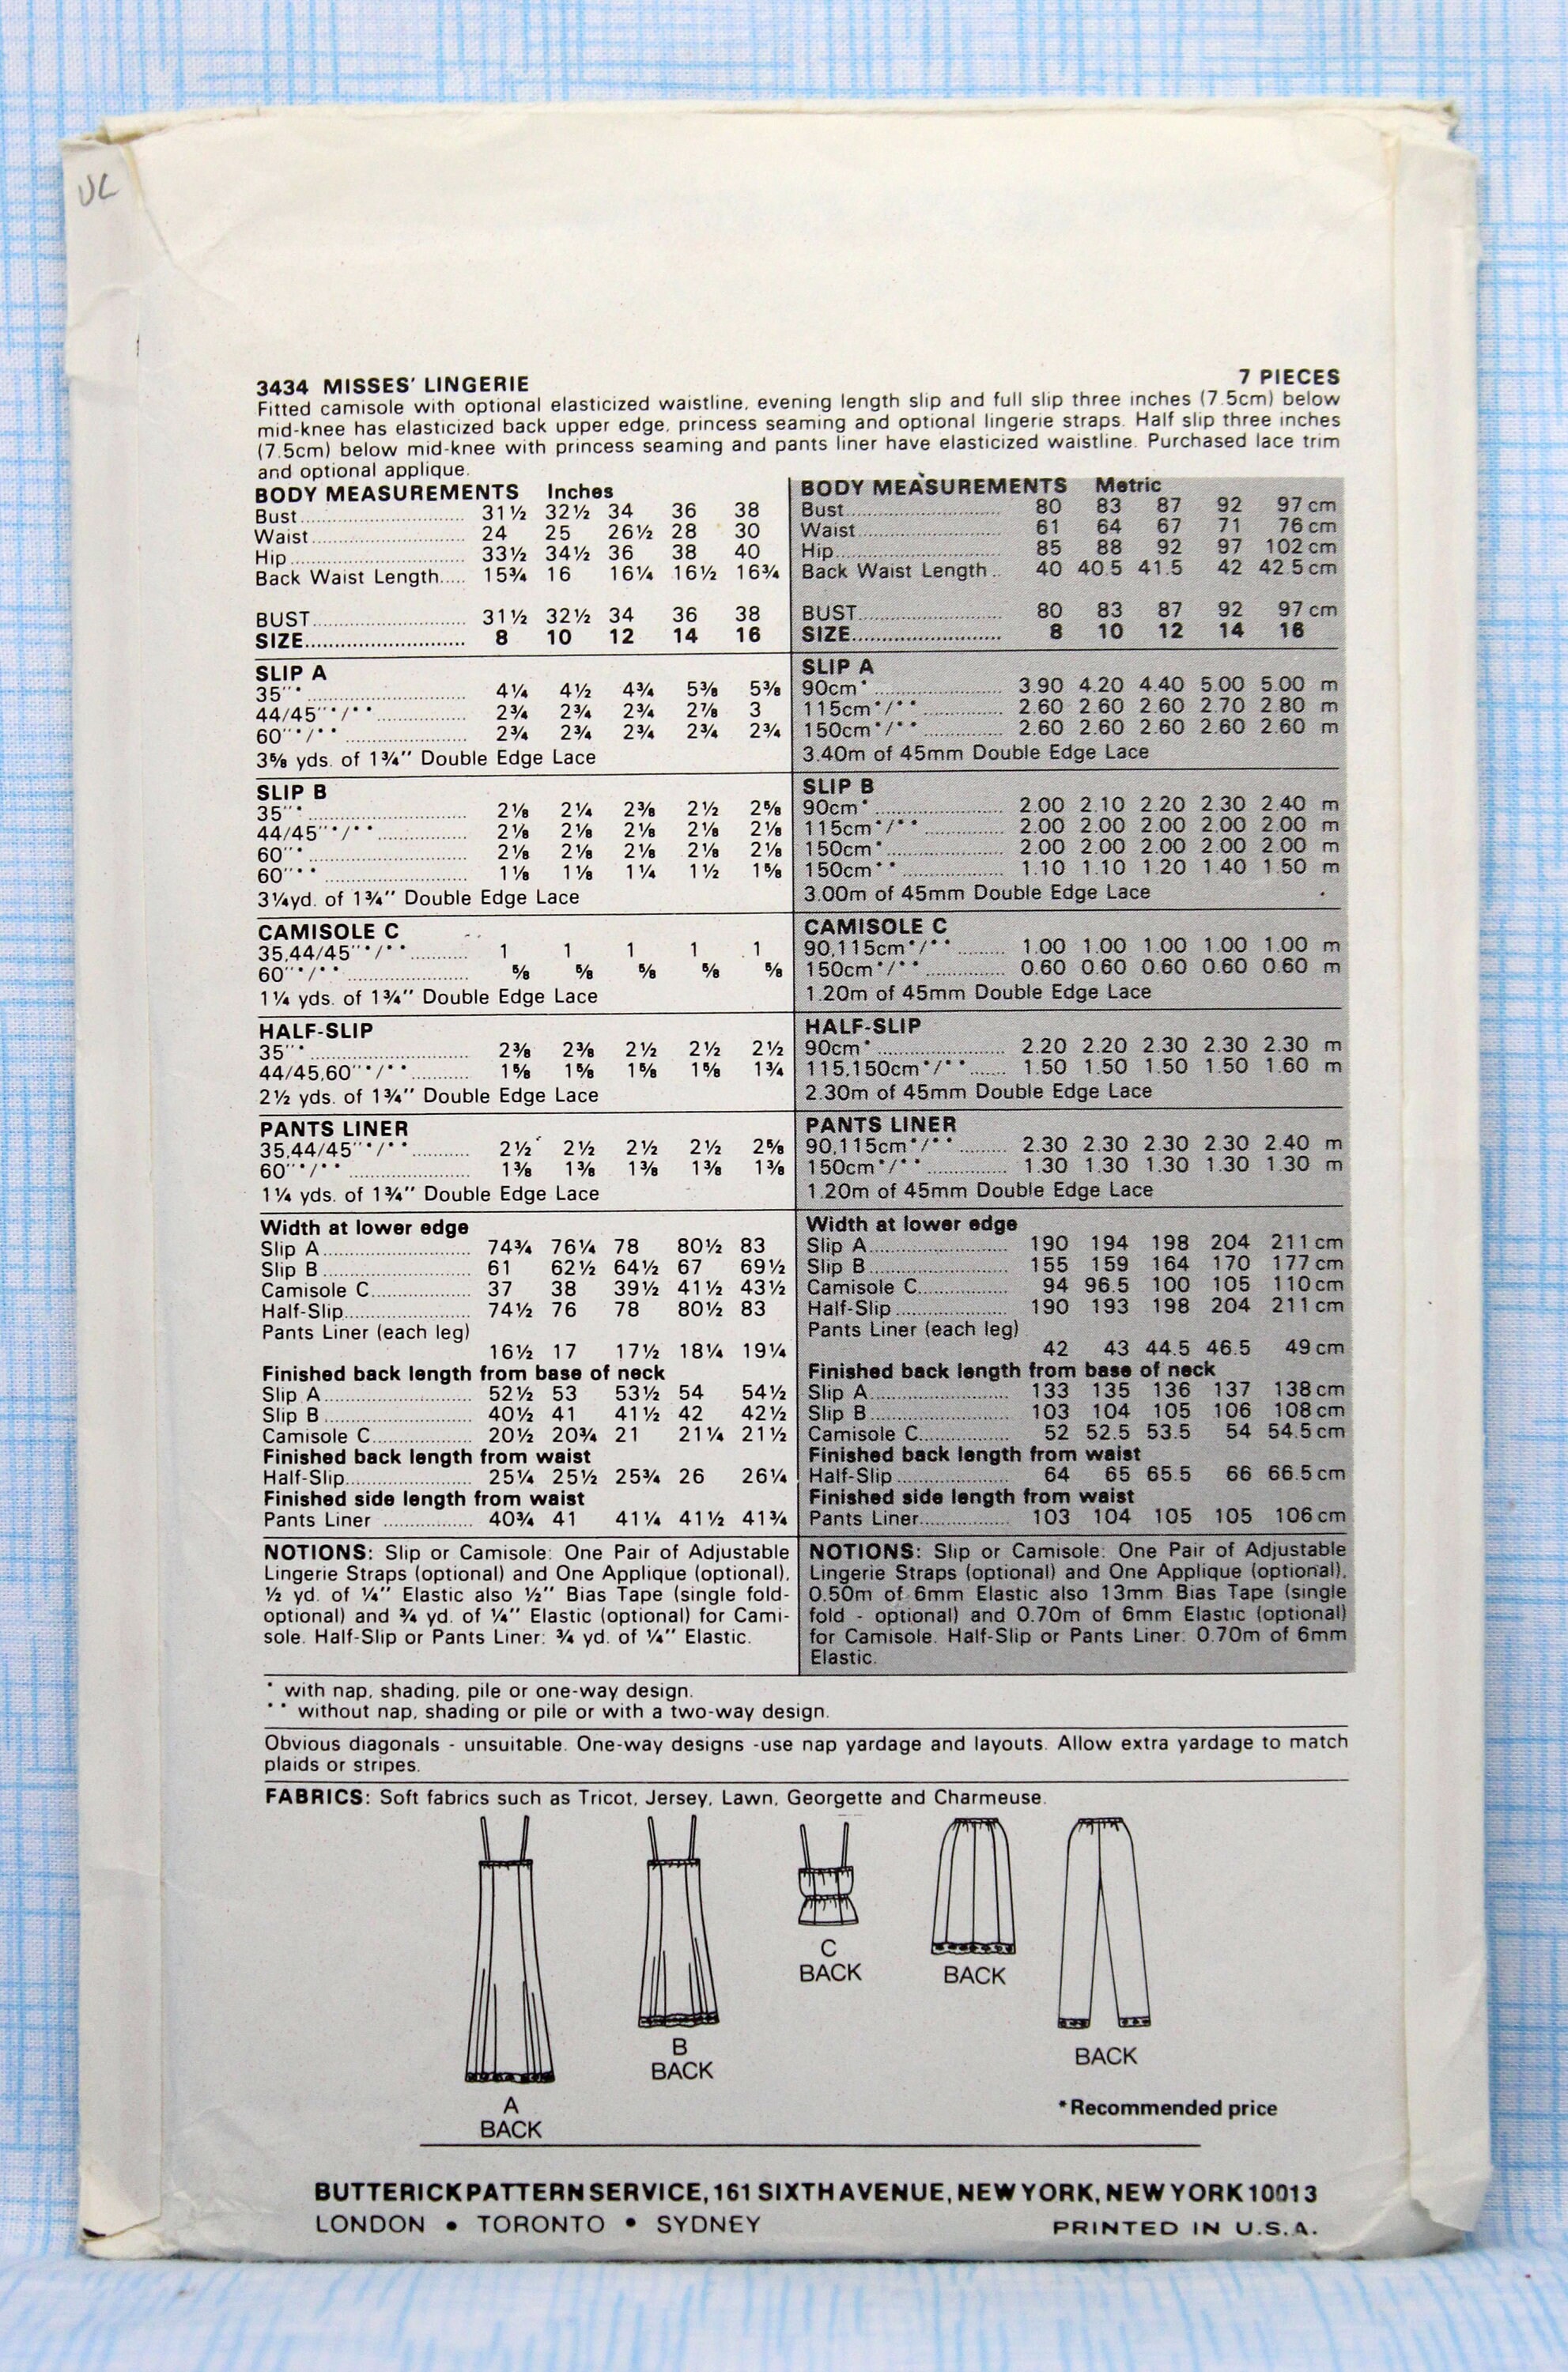 UC
3434 MISSES' LINGERIE 7 PIECES
Fitted camisole with optional elasticized waistline, evening length slip and full slip three inches (7.5cm) below
mid-knee has elasticized back upper edge, princess seaming and optional lingerie straps. Half slip three inches
(7.5cm) below mid-knee with princess seaming and pants liner have elasticized waistline. Purchased lace trim
and optional applique.
BODY MEASUREMENTS Inches
Bust 31½ 32½ 34 36 38
Waist 24 25 26½ 28 30
Hip 33½ 34½ 36 38 40
Back Waist Length 15¾ 16 16¼ 16½ 16¾
BUST 31½ 32½ 34 36 38
SIZE 8 10 12 14 16
SLIP A
35"* 4¼ 4½ 4¾ 5⅜ 5⅜
44/45"*/** 2¾ 2¾ 2¾ 2⅞ 3
60"*/** 2¾ 2¾ 2¾ 2¾ 2¾
3⅝ yds. of 1¾" Double Edge Lace
SLIP B
35"* 2⅛ 2¼ 2⅜ 2½ 2⅝
44/45"*/** 2⅛ 2⅛ 2⅛ 2⅛ 2⅛
60"* 2⅛ 2⅛ 2⅛ 2⅛ 2⅛
60"** 1⅛ 1⅛ 1¼ 1½ 1⅝
3¼yd. of 1¾" Double Edge Lace
CAMISOLE C
35,44/45"*/** 1 1 1 1 1
60"*/** ⅝ ⅝ ⅝ ⅝ ⅝
1¼ yds. of 1¾" Double Edge Lace
HALF-SLIP
35"* 2⅜ 2⅜ 2½ 2½ 2½
44/45,60"*/** 1⅝ 1⅝ 1⅝ 1⅝ 1¾
2½ yds. of 1¾" Double Edge Lace
PANTS LINER
35,44/45"*/** 2½ 2½ 2½ 2½ 2⅝
60"*/** 1⅜ 1⅜ 1⅜ 1⅜ 1⅜
1¼ yds. of 1¾" Double Edge Lace
Width at lower edge
Slip A 74¾ 76¼ 78 80½ 83
Slip B 61 62½ 64½ 67 69½
Camisole C 37 38 39½ 41½ 43½
Half-Slip 74½ 76 78 80½ 83
Pants Liner (each leg)
16½ 17 17½ 18¼ 19¼
Finished back length from base of neck
Slip A 52½ 53 53½ 54 54½
Slip B 40½ 41 41½ 42 42½
Camisole C 20½ 20¾ 21 21¼ 21½
Finished back length from waist
Half-Slip 25¼ 25½ 25¾ 26 26¼
Finished side length from waist
Pants Liner 40¾ 41 41¼ 41½ 41¾
NOTIONS: Slip or Camisole: One Pair of Adjustable
Lingerie Straps (optional) and One Applique (optional),
½ yd. of ¼" Elastic also ½" Bias Tape (single fold-
optional) and ¾ yd. of ¼" Elastic (optional) for Cami-
sole. Half-Slip or Pants Liner: ¾ yd. of ¼" Elastic.
BODY MEASUREMENTS Metric
Bust 80 83 87 92 97 cm
Waist 61 64 67 71 76 cm
Hip 85 88 92 97 102 cm
Back Waist Length 40 40.5 41.5 42 42.5 cm
BUST 80 83 87 92 97 cm
SIZE 8 10 12 14 16
SLIP A
90cm* 3.90 4.20 4.40 5.00 5.00 m
115cm*/** 2.60 2.60 2.60 2.70 2.80 m
150cm*/** 2.60 2.60 2.60 2.60 2.60 m
3.40m of 45mm Double Edge Lace
SLIP B
90cm* 2.00 2.10 2.20 2.30 2.40 m
115cm*/** 2.00 2.00 2.00 2.00 2.00 m
150cm* 2.00 2.00 2.00 2.00 2.00 m
150cm** 1.10 1.10 1.20 1.40 1.50 m
3.00m of 45mm Double Edge Lace
CAMISOLE C
90,115cm*/** 1.00 1.00 1.00 1.00 1.00 m
150cm*/** 0.60 0.60 0.60 0.60 0.60 m
1.20m of 45mm Double Edge Lace
HALF-SLIP
90cm* 2.20 2.20 2.30 2.30 2.30 m
115,150cm*/** 1.50 1.50 1.50 1.50 1.60 m
2.30m of 45mm Double Edge Lace
PANTS LINER
90,115cm*/** 2.30 2.30 2.30 2.30 2.40 m
150cm*/** 1.30 1.30 1.30 1.30 1.30 m
1.20m of 45mm Double Edge Lace
Width at lower edge
Slip A 190 194 198 204 211 cm
Slip B 155 159 164 170 177 cm
Camisole C 94 96.5 100 105 110 cm
Half-Slip 190 193 198 204 211 cm
Pants Liner (each leg)
42 43 44.5 46.5 49 cm
Finished back length from base of neck
Slip A 133 135 136 137 138 cm
Slip B 103 104 105 106 108 cm
Camisole C 52 52.5 53.5 54 54.5 cm
Finished back length from waist
Half-Slip 64 65 65.5 66 66.5 cm
Finished side length from waist
Pants Liner 103 104 105 105 106 cm
NOTIONS: Slip or Camisole: One Pair of Adjustable
Lingerie Straps (optional) and One Applique (optional),
0.50m of 6mm Elastic also 13mm Bias Tape (single
fold - optional) and 0.70m of 6mm Elastic (optional)
for Camisole. Half-Slip or Pants Liner: 0.70m of 6mm
Elastic.
* with nap, shading, pile or one-way design.
** without nap, shading or pile or with a two-way design.
Obvious diagonals - unsuitable. One-way designs -use nap yardage and layouts. Allow extra yardage to match
plaids or stripes.
FABRICS: Soft fabrics such as Tricot, Jersey, Lawn, Georgette and Charmeuse.
A
BACK
B
BACK
C
BACK
BACK
BACK
*Recommended price
BUTTERICK PATTERN SERVICE, 161 SIXTH AVENUE, NEW YORK, NEW YORK 10013
LONDON • TORONTO • SYDNEY PRINTED IN U.S.A.